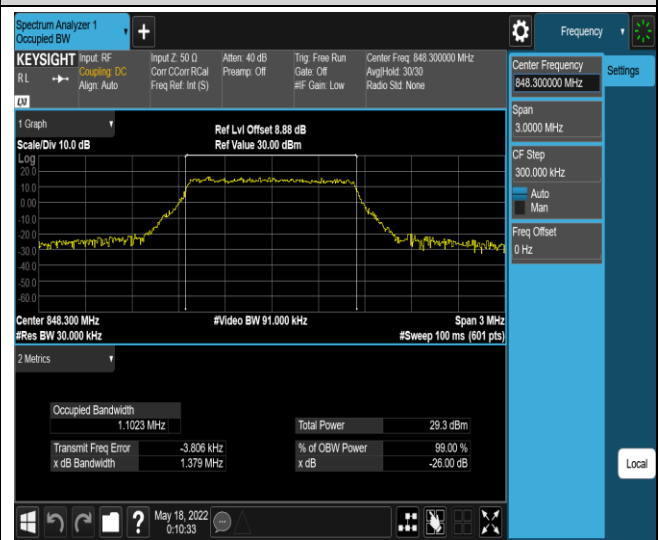 Spectrum Analyzer 1
Occupied BW
Frequency
KEYSIGHT
RL
LXI
Input: RF
Coupling: DC
Align: Auto
Input Z: 50 Ω
Corr CCorr RCal
Freq Ref: Int (S)
Atten: 40 dB
Preamp: Off
Trig: Free Run
Gate: Off
#IF Gain: Low
Center Freq: 848.300000 MHz
Avg|Hold: 30/30
Radio Std: None
Center Frequency
848.300000 MHz
Settings
Span
3.0000 MHz
CF Step
300.000 kHz
Auto
Man
Freq Offset
0 Hz
1 Graph
Scale/Div 10.0 dB
Ref Lvl Offset 8.88 dB
Ref Value 30.00 dBm
Log
20.0
10.0
0.00
-10.0
-20.0
-30.0
-40.0
-50.0
-60.0
Center 848.300 MHz
#Video BW 91.000 kHz
Span 3 MHz
#Res BW 30.000 kHz
#Sweep 100 ms (601 pts)
2 Metrics
Occupied Bandwidth
1.1023 MHz
Total Power 29.3 dBm
Transmit Freq Error -3.806 kHz
% of OBW Power 99.00 %
x dB Bandwidth 1.379 MHz
x dB -26.00 dB
Local
?
May 18, 2022
0:10:33